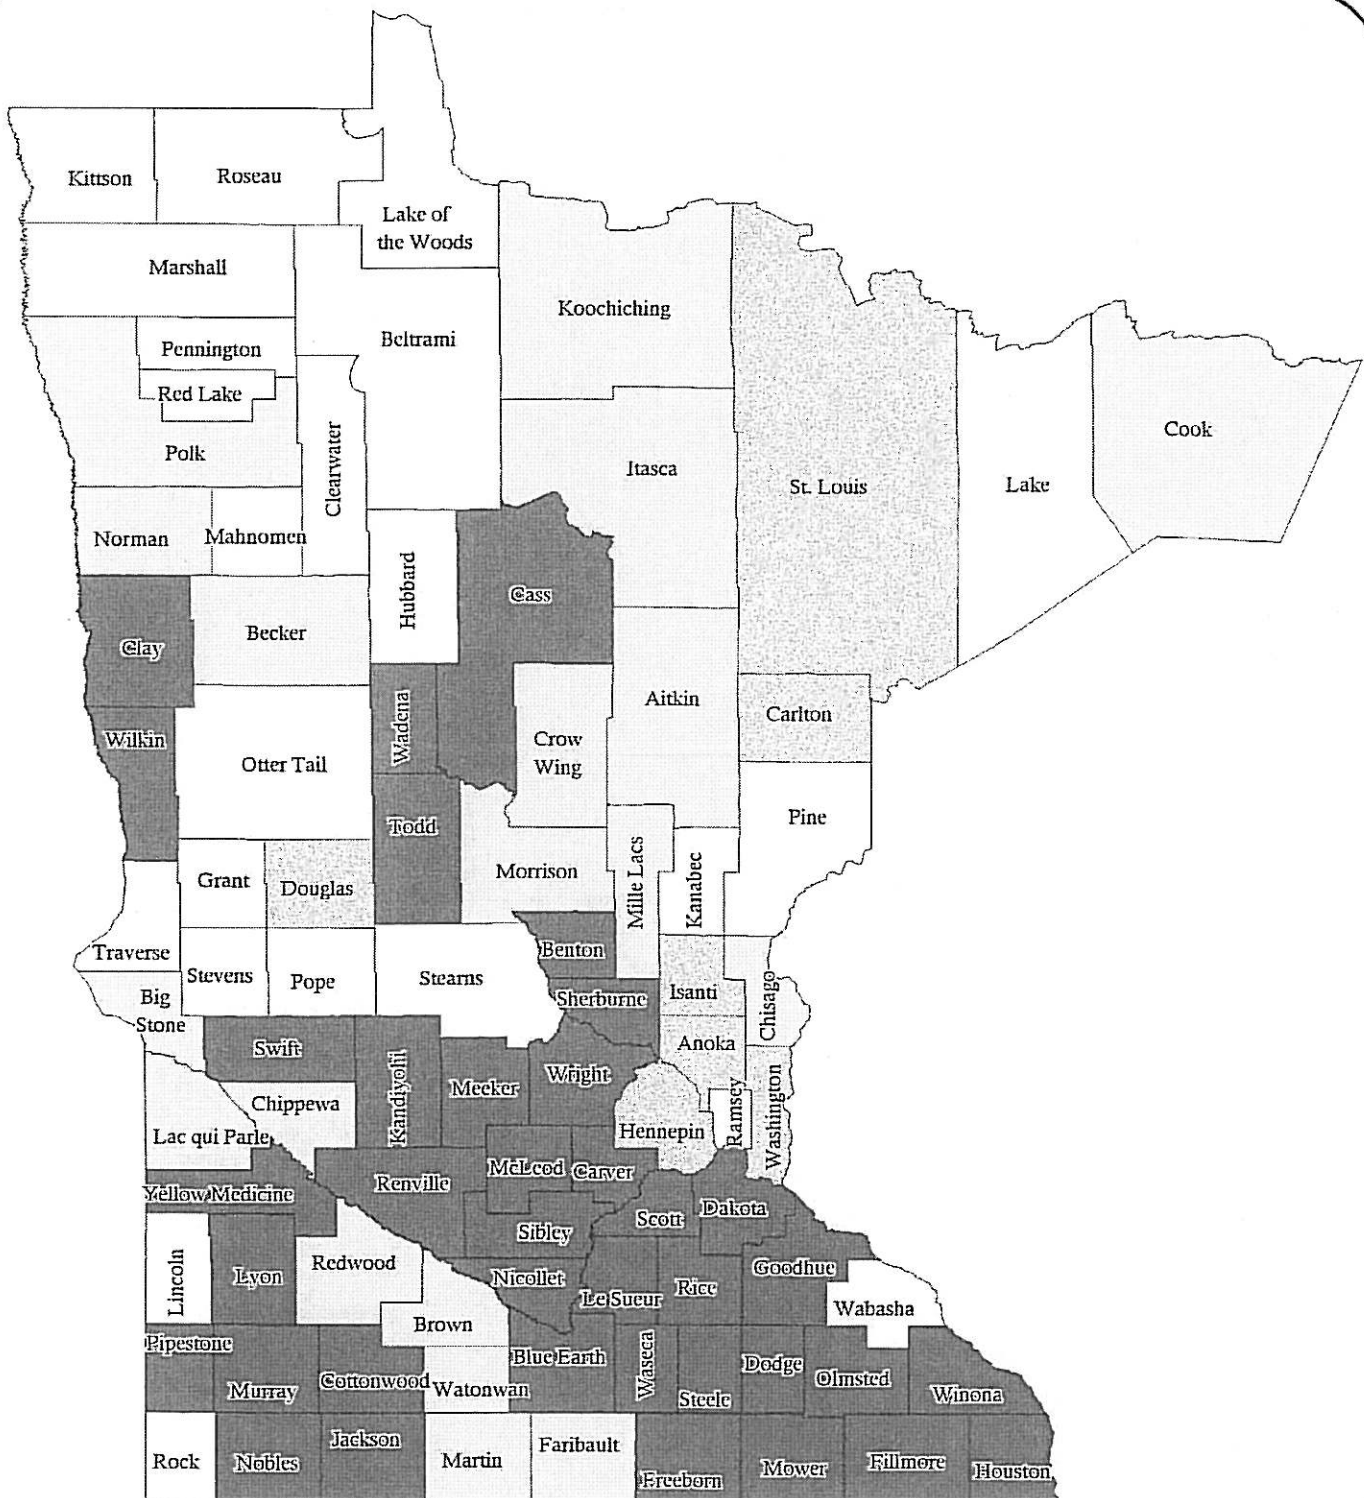 Kittson
Roseau
Lake of
the Woods
Marshall
Koochiching
Pennington
Beltrami
Red Lake
Polk
Clearwater
Itasca
St. Louis
Lake
Cook
Norman
Mahnomen
Hubbard
Cass
Clay
Becker
Wadena
Aitkin
Carlton
Wilkin
Otter Tail
Crow
Wing
Pine
Todd
Morrison
Mille Lacs
Kanabec
Grant
Douglas
Traverse
Stevens
Pope
Stearns
Benton
Big
Stone
Sherburne
Isanti
Chisago
Swift
Kandiyohi
Meeker
Wright
Anoka
Chippewa
Lac qui Parle
Hennepin
Ramsey
Washington
Yellow Medicine
Renville
McLeod
Carver
Lincoln
Lyon
Redwood
Sibley
Scott
Dakota
Nicollet
Le Sueur
Rice
Goodhue
Wabasha
Brown
Pipestone
Murray
Cottonwood
Watonwan
Blue Earth
Waseca
Steele
Dodge
Olmsted
Winona
Rock
Nobles
Jackson
Martin
Faribault
Freeborn
Mower
Fillmore
Houston